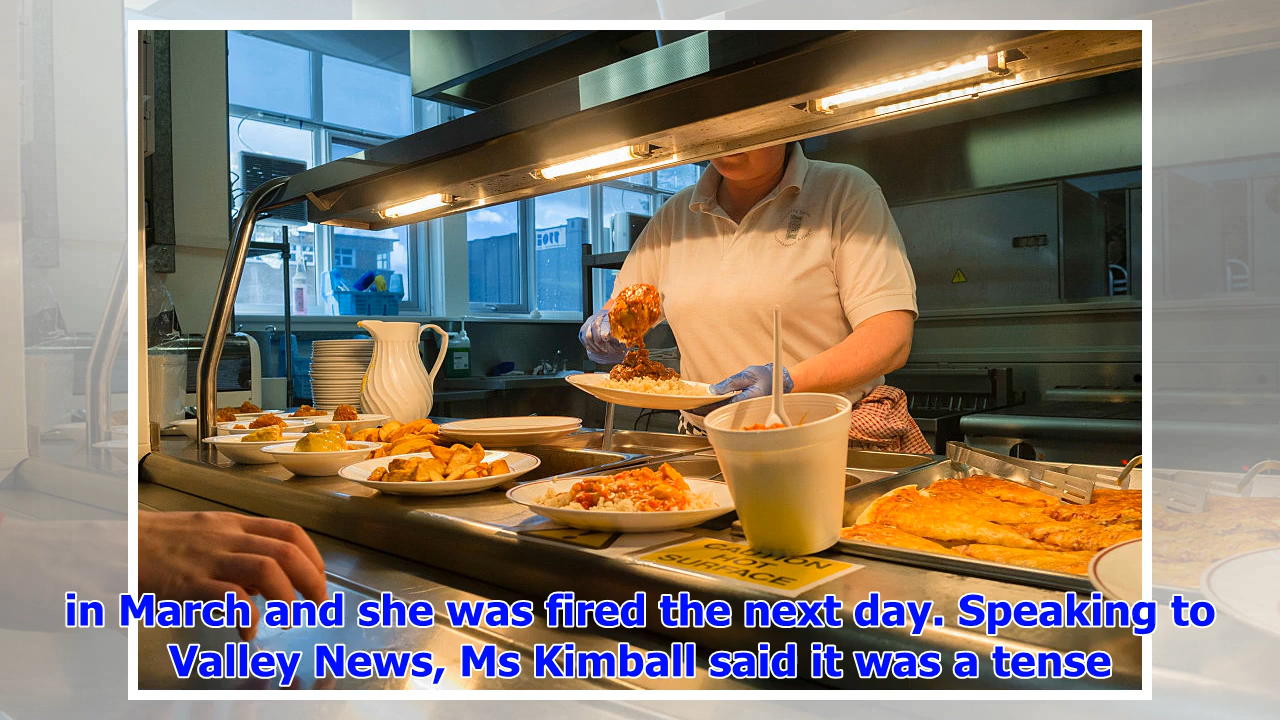 CAUTION
HOT
SURFACE
in March and she was fired the next day. Speaking to
Valley News, Ms Kimball said it was a tense